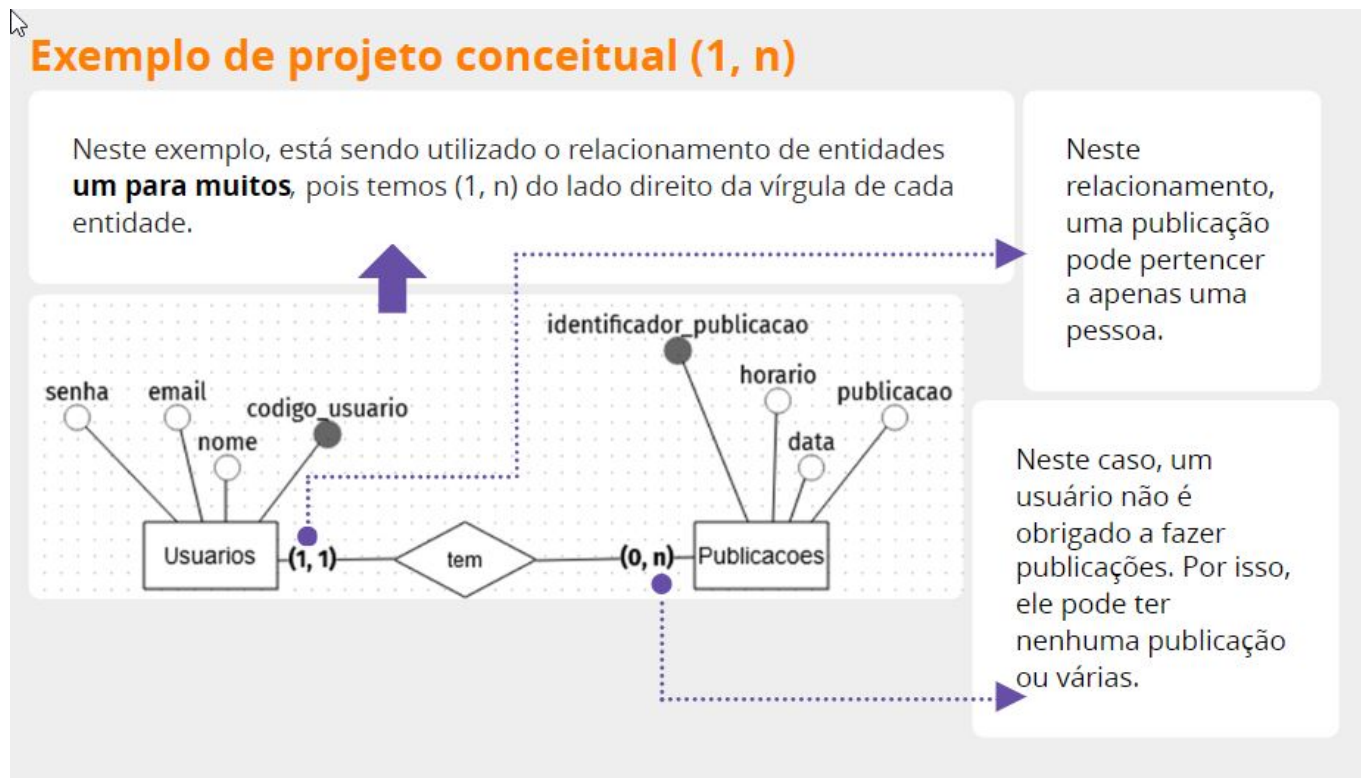 Exemplo de projeto conceitual (1, n)
Neste exemplo, está sendo utilizado o relacionamento de entidades
um para muitos, pois temos (1, n) do lado direito da vírgula de cada
entidade.
Neste
relacionamento,
uma publicação
pode pertencer
a apenas uma
pessoa.
senha
email
nome
codigo_usuario
identificador_publicacao
horario
data
publicacao
Usuarios
(1, 1)
tem
(0, n)
Publicacoes
Neste caso, um
usuário não é
obrigado a fazer
publicações. Por isso,
ele pode ter
nenhuma publicação
ou várias.